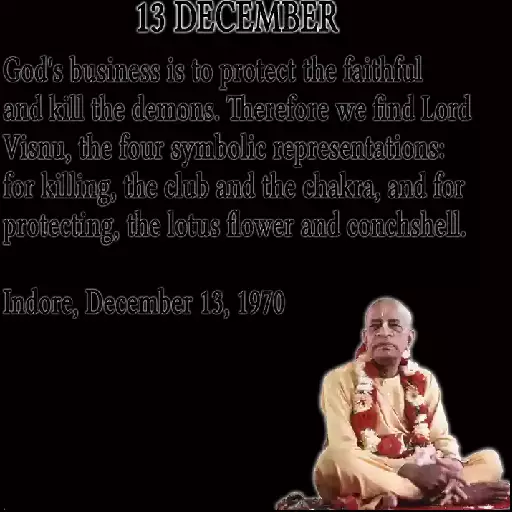 13 DECEMBER
God's business is to protect the faithful
and kill the demons. Therefore we find Lord
Visnu, the four symbolic representations:
for killing, the club and the chakra, and for
protecting, the lotus flower and conchshell.
Indore, December 13, 1970